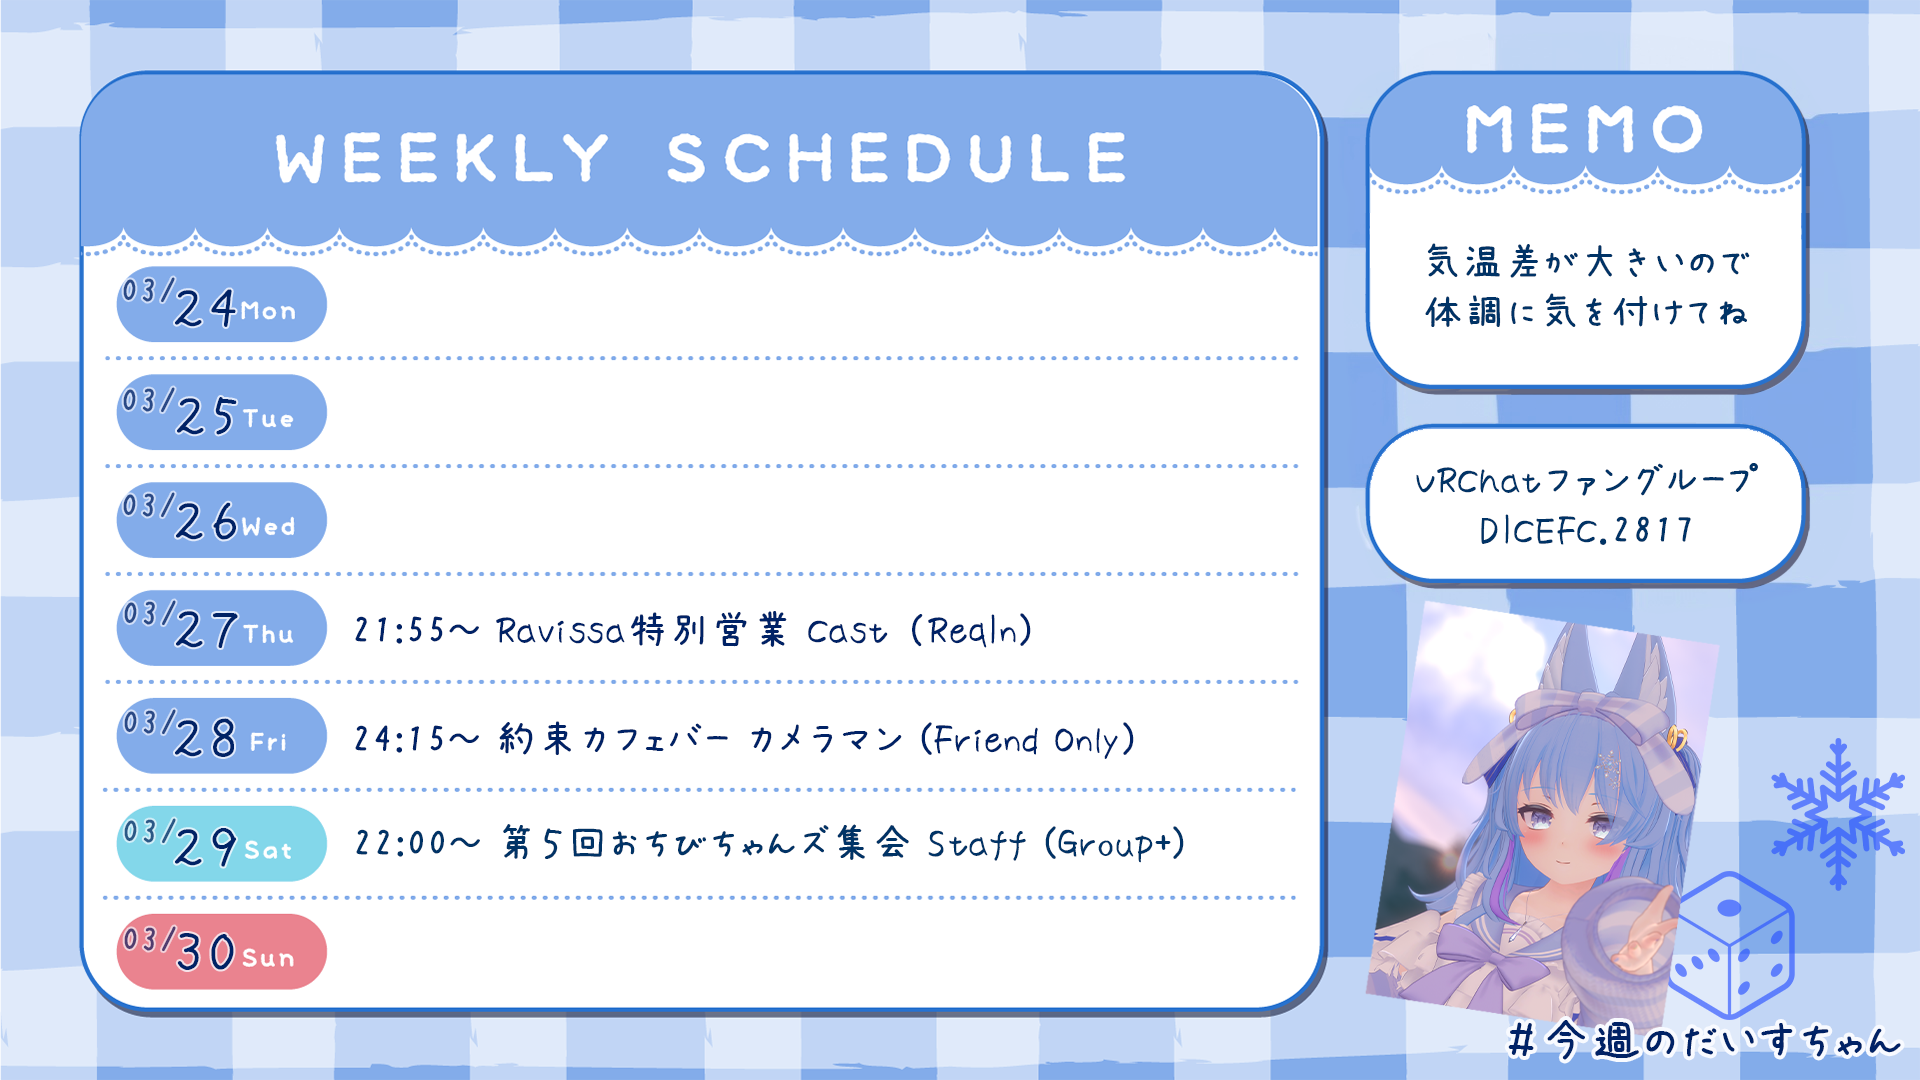 WEEKLY SCHEDULE
03/24 Mon
03/25 Tue
03/26 Wed
03/27 Thu 21:55～ Ravissa特別営業 Cast (ReqIn)
03/28 Fri 24:15～ 約束カフェバー カメラマン (Friend Only)
03/29 Sat 22:00～ 第5回おちびちゃんズ集会 Staff (Group+)
03/30 Sun
MEMO
気温差が大きいので
体調に気を付けてね
VRChatファングループ
DICEFC.2817
#今週のだいすちゃん